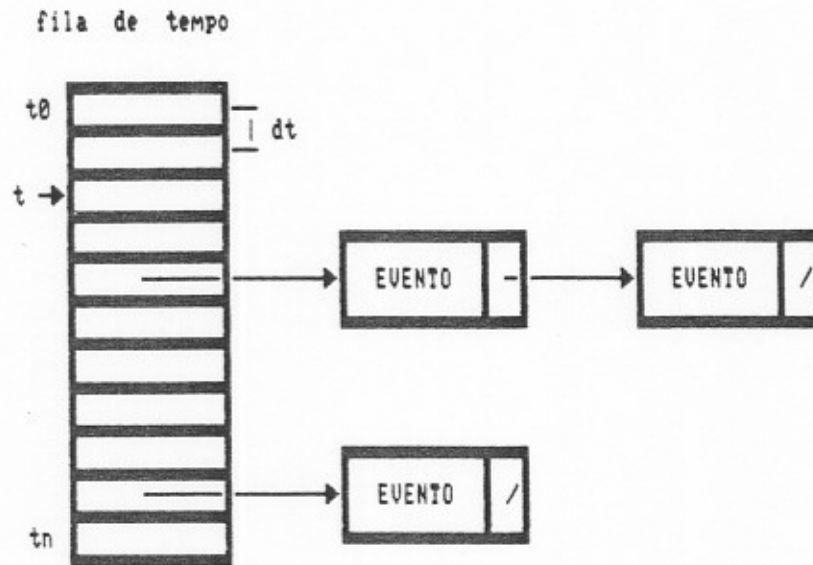 fila de tempo
t0
dt
t
EVENTO - EVENTO /
EVENTO /
tn